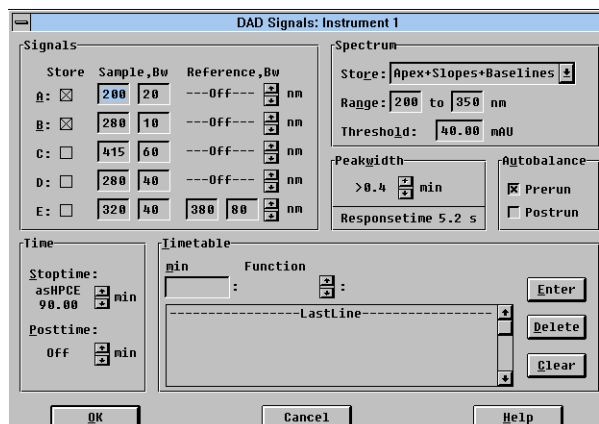 DAD Signals: Instrument 1
Signals
Store Sample,Bw Reference,Bw
A: 200 20 ---Off--- nm
B: 280 10 ---Off--- nm
C: 415 60 ---Off--- nm
D: 280 40 ---Off--- nm
E: 320 40 380 80 nm
Spectrum
Store: Apex+Slopes+Baselines
Range: 200 to 350 nm
Threshold: 40.00 mAU
Peakwidth
>0.4 min
Responsetime 5.2 s
Autobalance
Prerun
Postrun
Time
Stoptime:
asHPCE
90.00 min
Posttime:
Off min
Timetable
min Function
: :
------------------LastLine------------------
Enter
Delete
Clear
OK Cancel Help